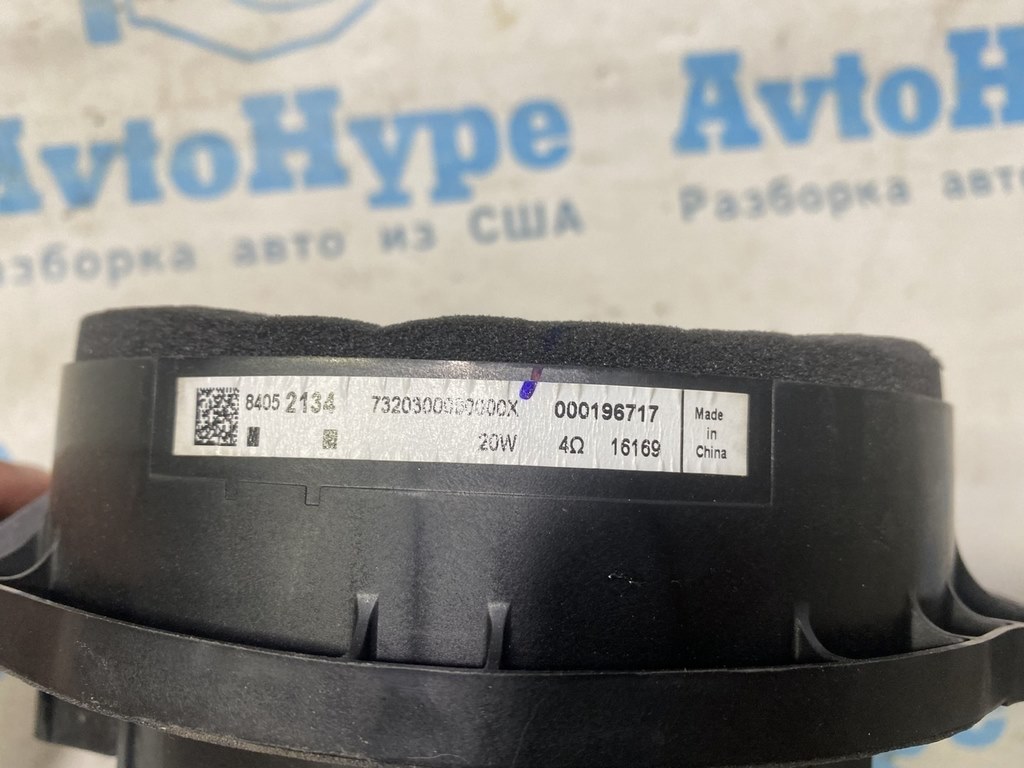 AvtoHype
Разборка авто из США
AvtoH
Разборка авто
8405 2134 000196717
20W 4Ω 16169
Made
in
China